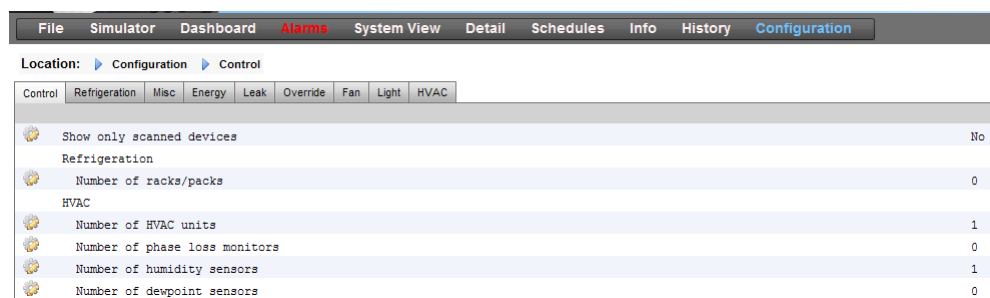 File Simulator Dashboard Alarms System View Detail Schedules Info History Configuration
Location: Configuration Control
Control Refrigeration Misc Energy Leak Override Fan Light HVAC
Show only scanned devices No
Refrigeration
Number of racks/packs 0
HVAC
Number of HVAC units 1
Number of phase loss monitors 0
Number of humidity sensors 1
Number of dewpoint sensors 0